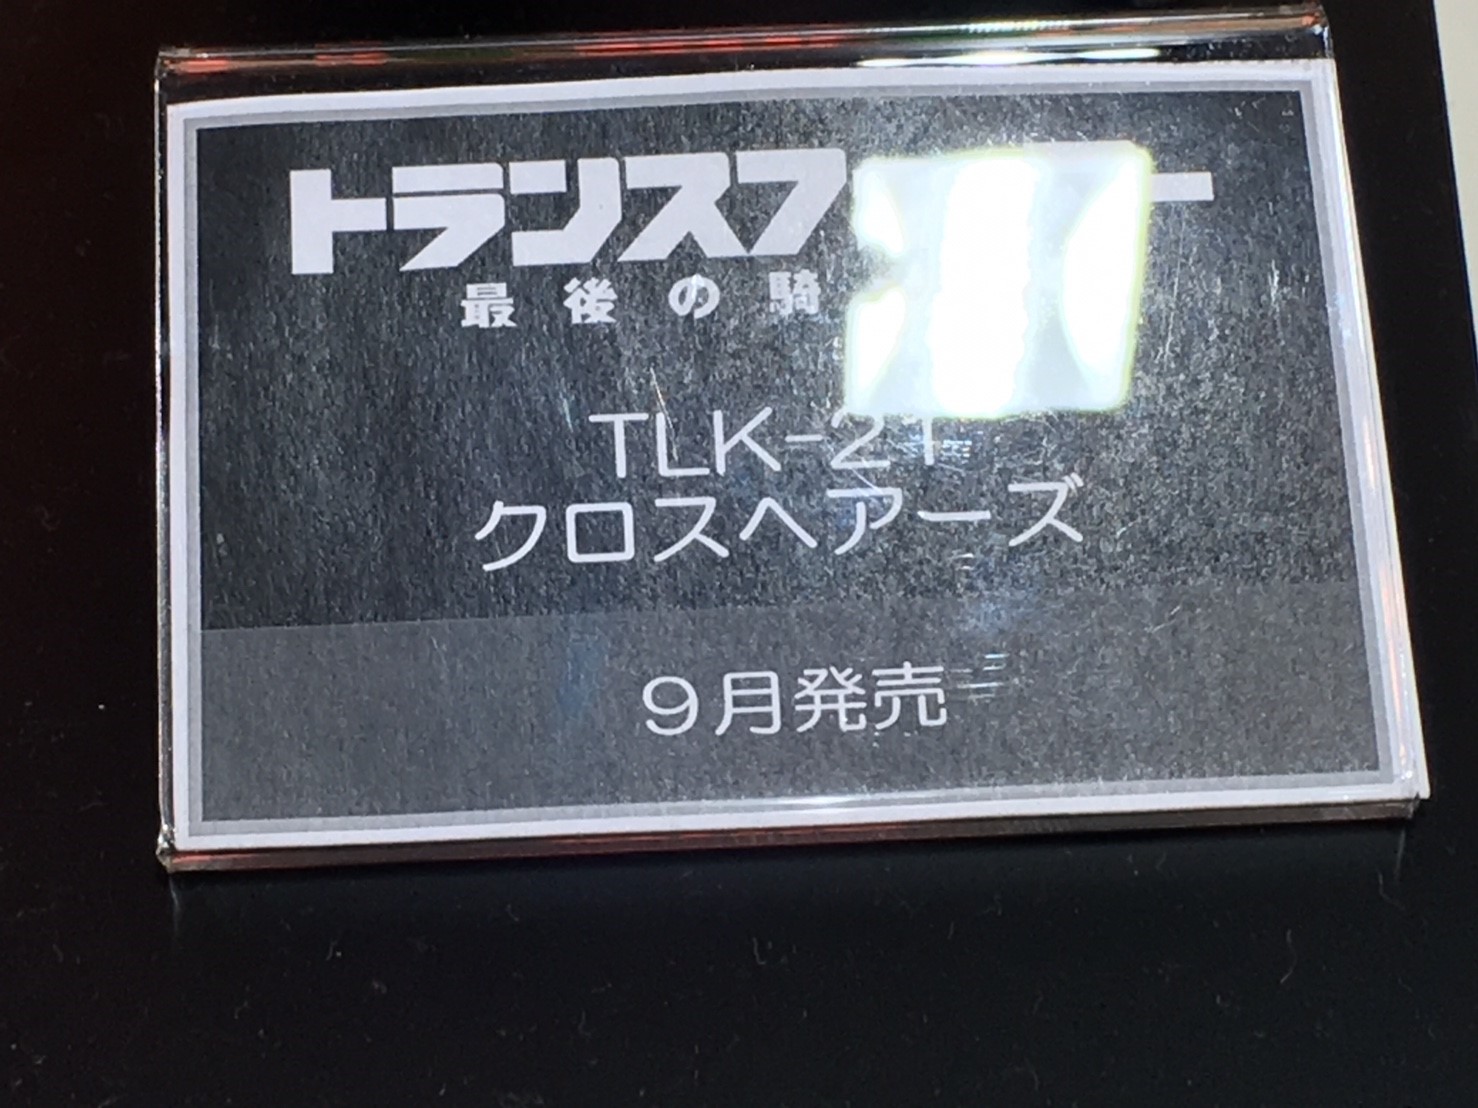 トランスフ
最後の騎
TLK-21
クロスヘアーズ
9月発売